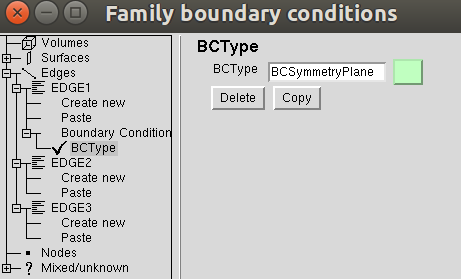 Family boundary conditions
Volumes
Surfaces
Edges
EDGE1
Create new
Paste
Boundary Condition
BCType
EDGE2
Create new
Paste
EDGE3
Create new
Paste
Nodes
? Mixed/unknown
BCType
BCType BCSymmetryPlane
Delete Copy